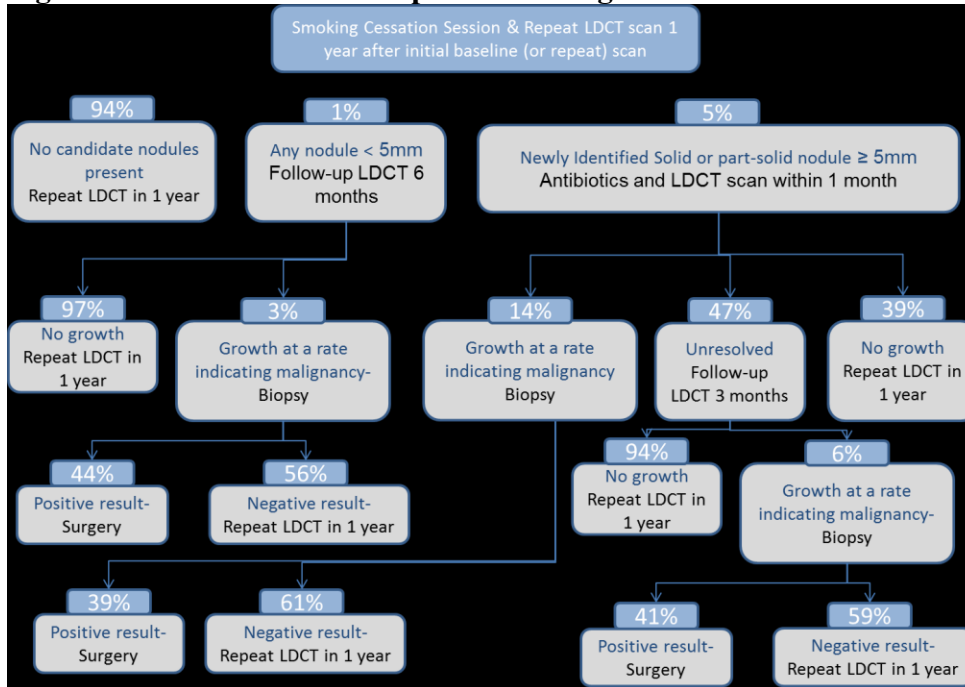 Smoking Cessation Session & Repeat LDCT scan 1
year after initial baseline (or repeat) scan
94%
No candidate nodules
present
Repeat LDCT in 1 year
1%
Any nodule < 5mm
Follow-up LDCT 6
months
5%
Newly Identified Solid or part-solid nodule ≥ 5mm
Antibiotics and LDCT scan within 1 month
97%
No growth
Repeat LDCT in
1 year
3%
Growth at a rate
indicating malignancy-
Biopsy
14%
Growth at a rate
indicating malignancy
Biopsy
47%
Unresolved
Follow-up
LDCT 3 months
39%
No growth
Repeat LDCT in
1 year
44%
Positive result-
Surgery
56%
Negative result-
Repeat LDCT in 1 year
94%
No growth
Repeat LDCT in
1 year
6%
Growth at a rate
indicating malignancy-
Biopsy
39%
Positive result-
Surgery
61%
Negative result-
Repeat LDCT in 1 year
41%
Positive result-
Surgery
59%
Negative result-
Repeat LDCT in 1 year